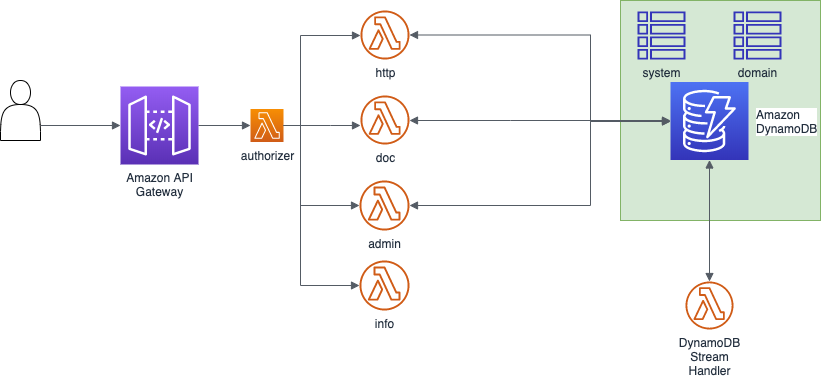 http
system
domain
Amazon
DynamoDB
authorizer
doc
Amazon API
Gateway
admin
info
DynamoDB
Stream
Handler